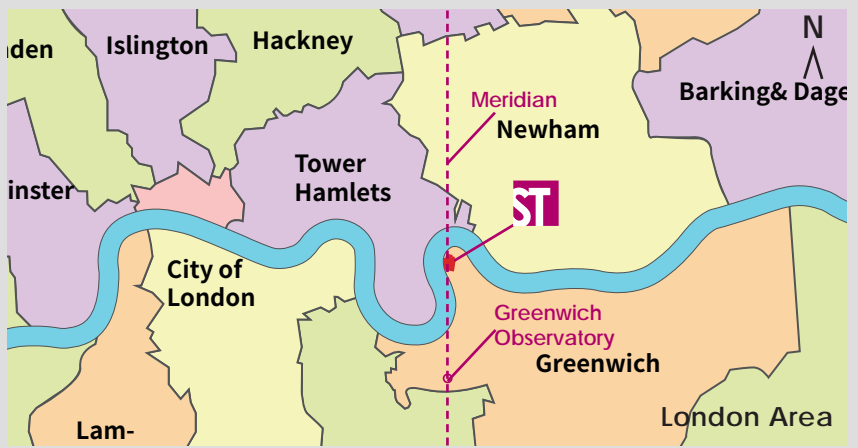 N
Islington
Hackney
nden
Meridian
Barking& Dage
Newham
Tower
Hamlets
inster
ST
City of
London
Greenwich
Observatory
Greenwich
London Area
Lam-